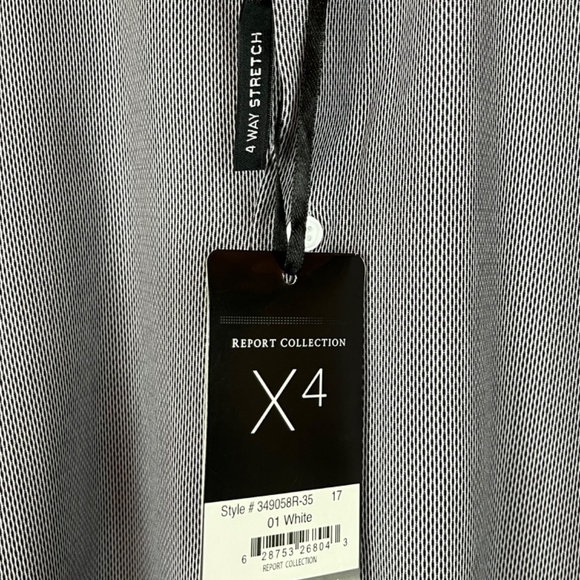 4 WAY STRETCH
REPORT COLLECTION
X4
Style # 349058R-35 17
01 White
6 28753 26804 3
REPORT COLLECTION